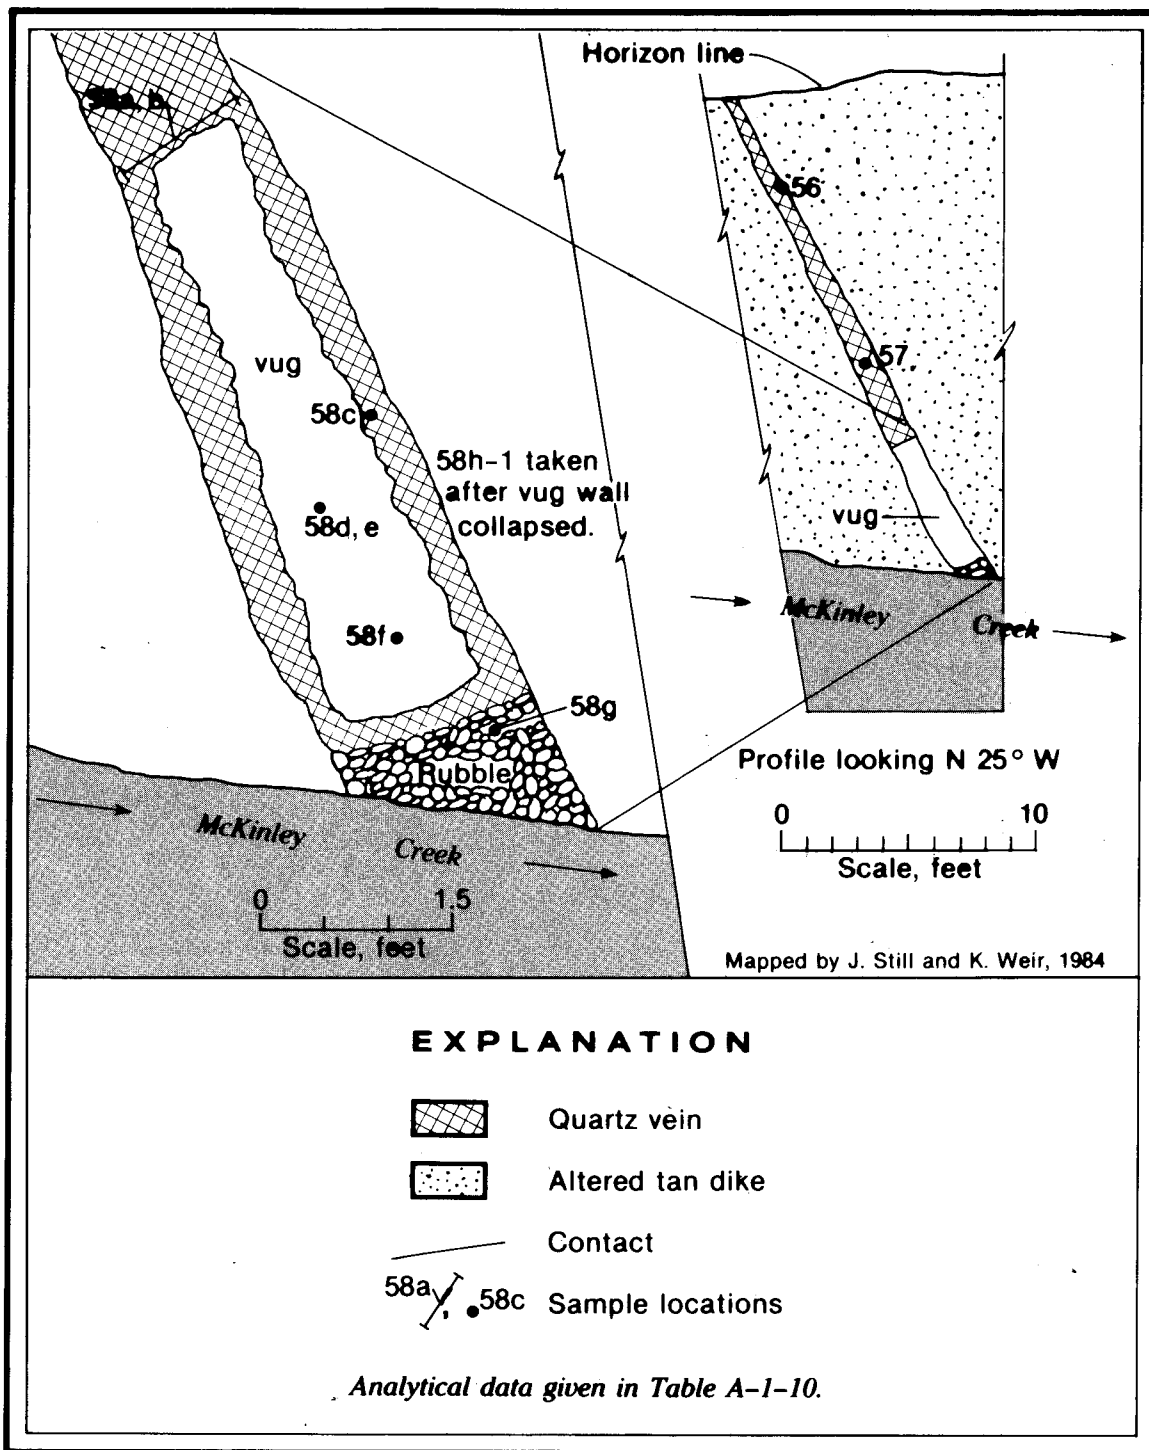 Horizon line
58a, b
56
57
vug
58c
58h-1 taken
after vug wall
collapsed.
58d, e
vug
58f
58g
Rubble
McKinley
Creek
Profile looking N 25° W
0 10
Scale, feet
McKinley
Creek
0 1.5
Scale, feet
Mapped by J. Still and K. Weir, 1984
EXPLANATION
Quartz vein
Altered tan dike
Contact
58a, 58c Sample locations
Analytical data given in Table A-1-10.